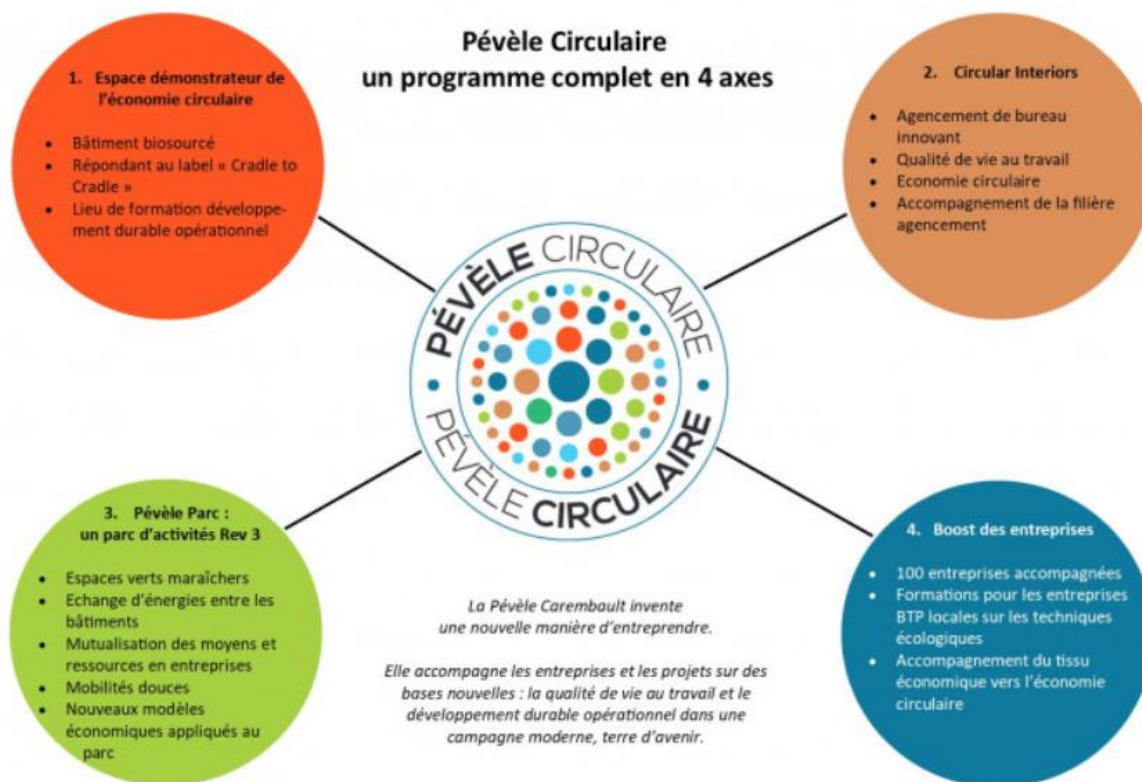 Pévèle Circulaire
un programme complet en 4 axes
1. Espace démonstrateur de
l'économie circulaire
• Bâtiment biosourcé
• Répondant au label « Cradle to
Cradle »
• Lieu de formation développe-
ment durable opérationnel
2. Circular Interiors
• Agencement de bureau
innovant
• Qualité de vie au travail
• Economie circulaire
• Accompagnement de la filière
agencement
PÉVÈLE CIRCULAIRE
PÉVÈLE CIRCULAIRE
3. Pévèle Parc :
un parc d'activités Rev 3
• Espaces verts maraîchers
• Echange d'énergies entre les
bâtiments
• Mutualisation des moyens et
ressources en entreprises
• Mobilités douces
• Nouveaux modèles
économiques appliqués au
parc
La Pévèle Carembault invente
une nouvelle manière d'entreprendre.
Elle accompagne les entreprises et les projets sur des
bases nouvelles : la qualité de vie au travail et le
développement durable opérationnel dans une
campagne moderne, terre d'avenir.
4. Boost des entreprises
• 100 entreprises accompagnées
• Formations pour les entreprises
BTP locales sur les techniques
écologiques
• Accompagnement du tissu
économique vers l'économie
circulaire